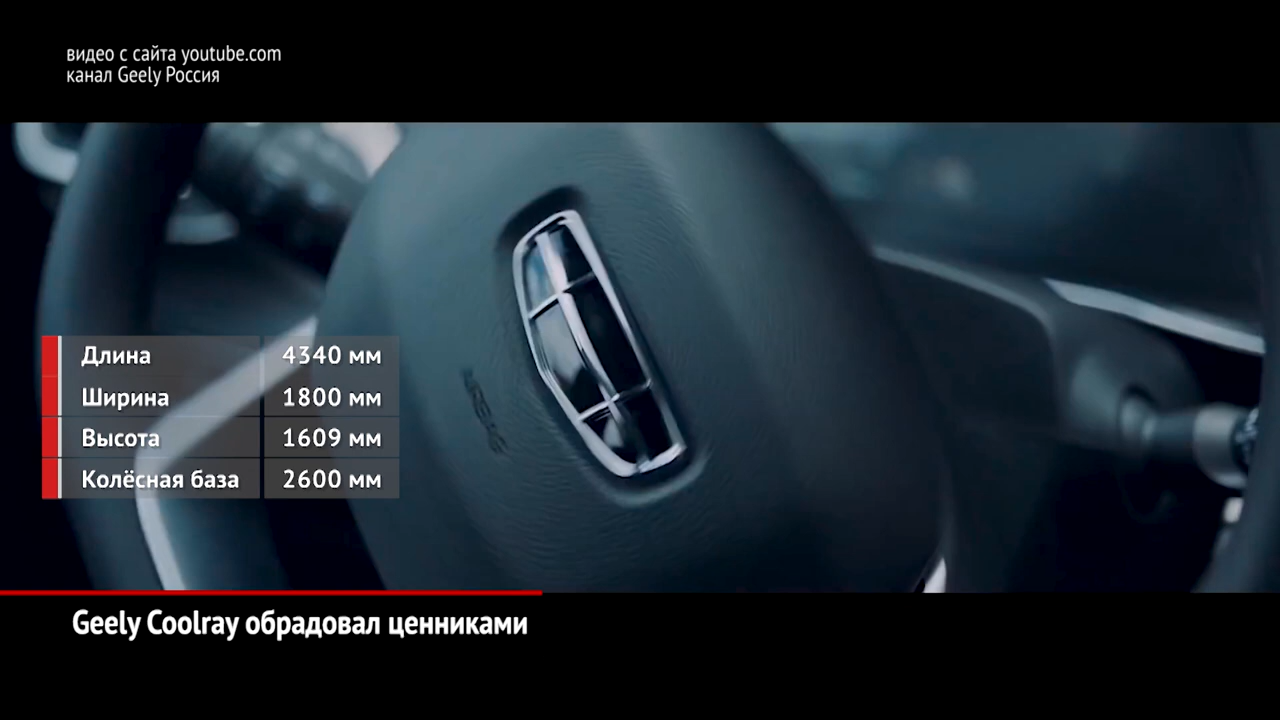 видео с сайта youtube.com
канал Geely Россия
Длина 4340 мм
Ширина 1800 мм
Высота 1609 мм
Колёсная база 2600 мм
Geely Coolray обрадовал ценниками